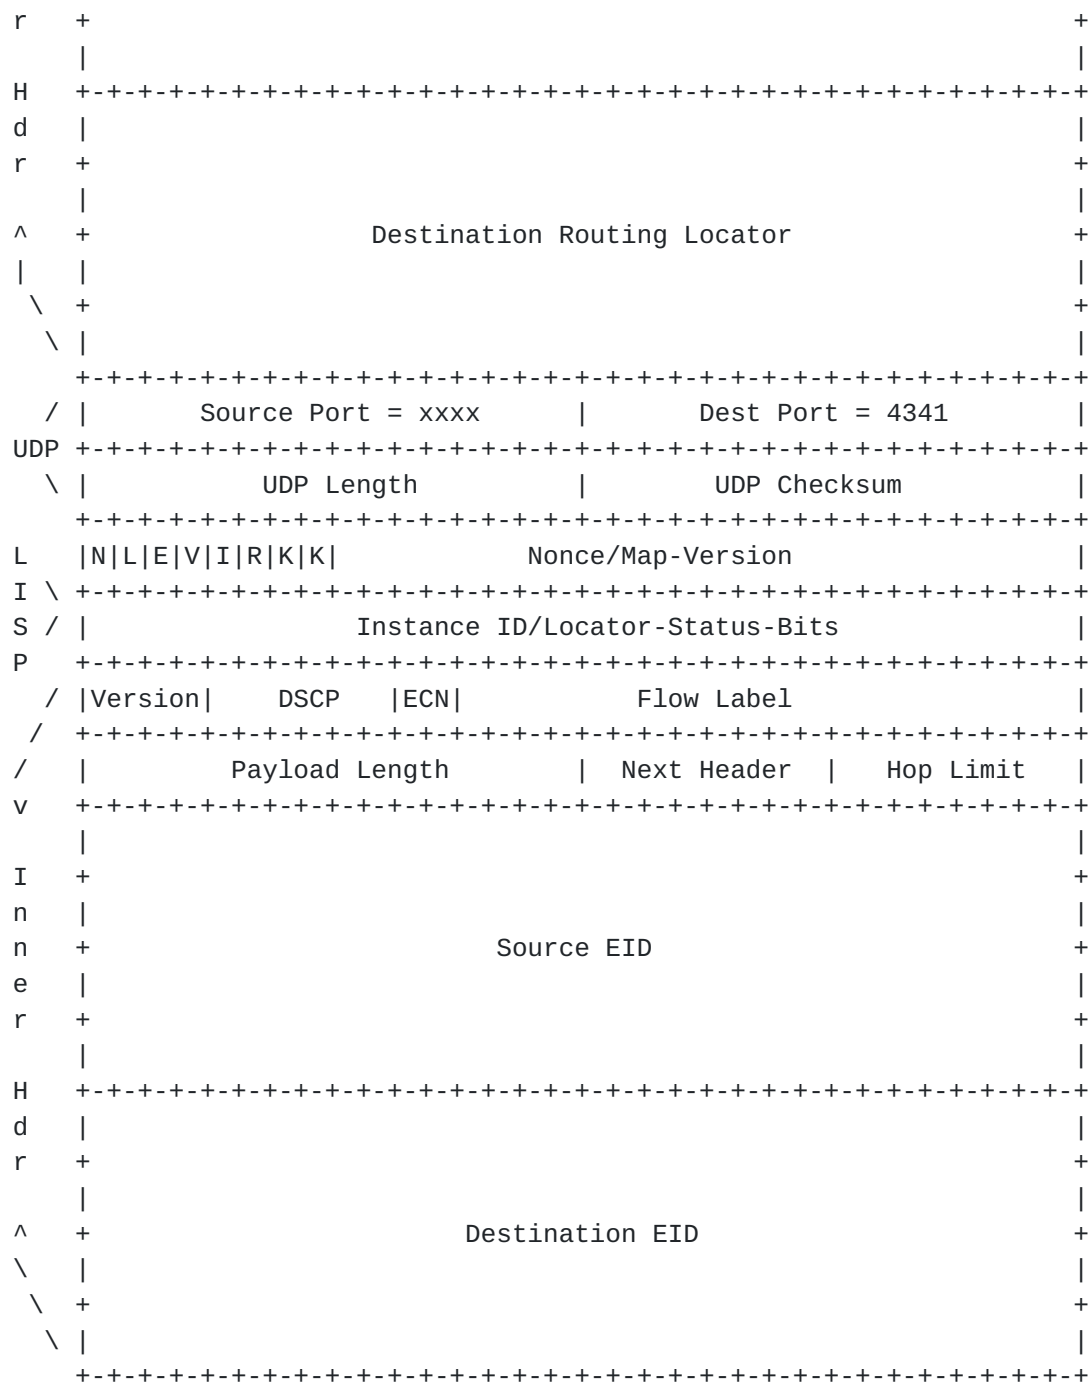 r   +                                                               +
    |                                                               |
H   +-+-+-+-+-+-+-+-+-+-+-+-+-+-+-+-+-+-+-+-+-+-+-+-+-+-+-+-+-+-+-+-+
d   |                                                               |
r   +                                                               +
    |                                                               |
^   +                  Destination Routing Locator                  +
|   |                                                               |
 \  +                                                               +
  \ |                                                               |
    +-+-+-+-+-+-+-+-+-+-+-+-+-+-+-+-+-+-+-+-+-+-+-+-+-+-+-+-+-+-+-+-+
  / |       Source Port = xxxx      |       Dest Port = 4341        |
UDP +-+-+-+-+-+-+-+-+-+-+-+-+-+-+-+-+-+-+-+-+-+-+-+-+-+-+-+-+-+-+-+-+
  \ |           UDP Length          |        UDP Checksum           |
    +-+-+-+-+-+-+-+-+-+-+-+-+-+-+-+-+-+-+-+-+-+-+-+-+-+-+-+-+-+-+-+-+
L   |N|L|E|V|I|R|K|K|            Nonce/Map-Version                  |
I \ +-+-+-+-+-+-+-+-+-+-+-+-+-+-+-+-+-+-+-+-+-+-+-+-+-+-+-+-+-+-+-+-+
S / |                 Instance ID/Locator-Status-Bits               |
P   +-+-+-+-+-+-+-+-+-+-+-+-+-+-+-+-+-+-+-+-+-+-+-+-+-+-+-+-+-+-+-+-+
  / |Version|    DSCP   |ECN|           Flow Label                  |
 /  +-+-+-+-+-+-+-+-+-+-+-+-+-+-+-+-+-+-+-+-+-+-+-+-+-+-+-+-+-+-+-+-+
/   |         Payload Length        |  Next Header  |   Hop Limit   |
v   +-+-+-+-+-+-+-+-+-+-+-+-+-+-+-+-+-+-+-+-+-+-+-+-+-+-+-+-+-+-+-+-+
    |                                                               |
I   +                                                               +
n   |                                                               |
n   +                          Source EID                           +
e   |                                                               |
r   +                                                               +
    |                                                               |
H   +-+-+-+-+-+-+-+-+-+-+-+-+-+-+-+-+-+-+-+-+-+-+-+-+-+-+-+-+-+-+-+-+
d   |                                                               |
r   +                                                               +
    |                                                               |
^   +                        Destination EID                        +
\   |                                                               |
 \  +                                                               +
  \ |                                                               |
    +-+-+-+-+-+-+-+-+-+-+-+-+-+-+-+-+-+-+-+-+-+-+-+-+-+-+-+-+-+-+-+-+